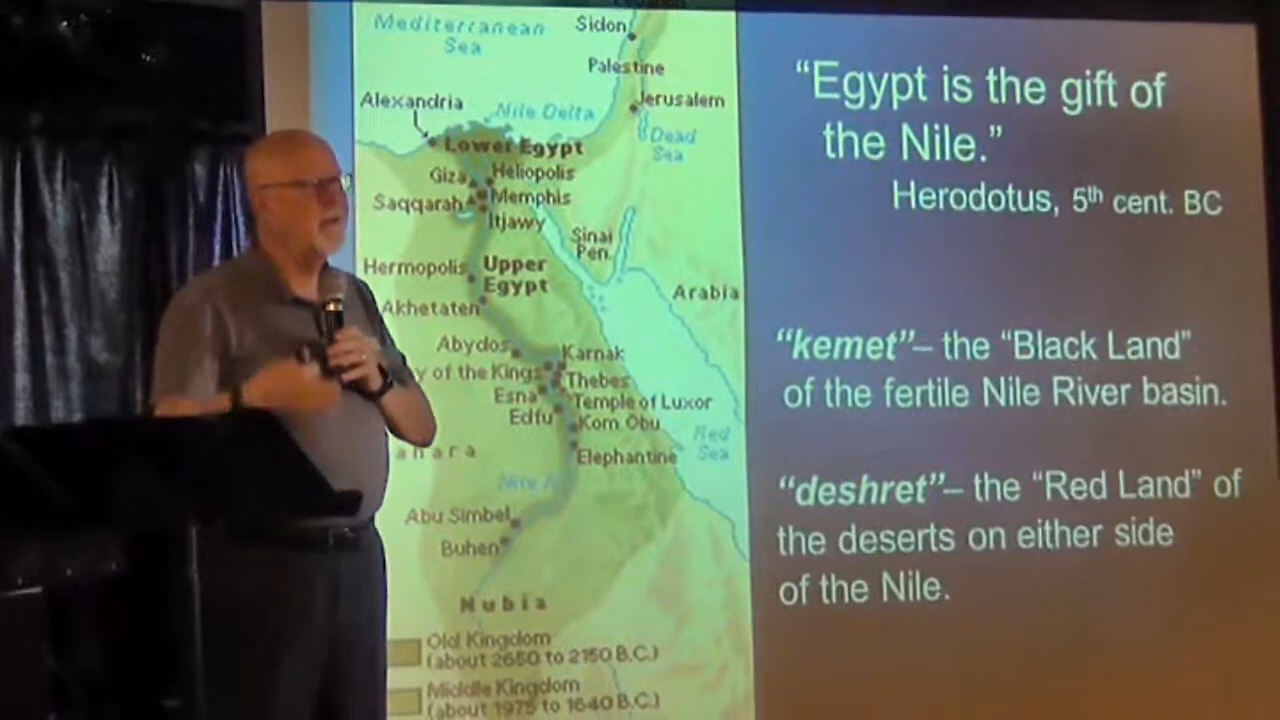 Mediterranean
Sea
Sidon
Palestine
Alexandria
Jerusalem
Nile Delta
Dead
Sea
Lower Egypt
Giza
Heliopolis
Saqqarah
Memphis
Itjawy
Sinai
Pen.
Hermopolis
Upper
Egypt
Arabia
Akhetaten
Abydos
Karnak
y of the Kings
Thebes
Esna
Temple of Luxor
Edfu
Kom Obu
Red
Sea
ahara
Elephantine
Nile R
Abu Simbel
Buhen
Nubia
Old Kingdom
(about 2650 to 2150 B.C.)
Middle Kingdom
(about 1975 to 1640 B.C.)
“Egypt is the gift of
the Nile.”
Herodotus, 5th cent. BC
“kemet”– the “Black Land”
of the fertile Nile River basin.
“deshret”– the “Red Land” of
the deserts on either side
of the Nile.